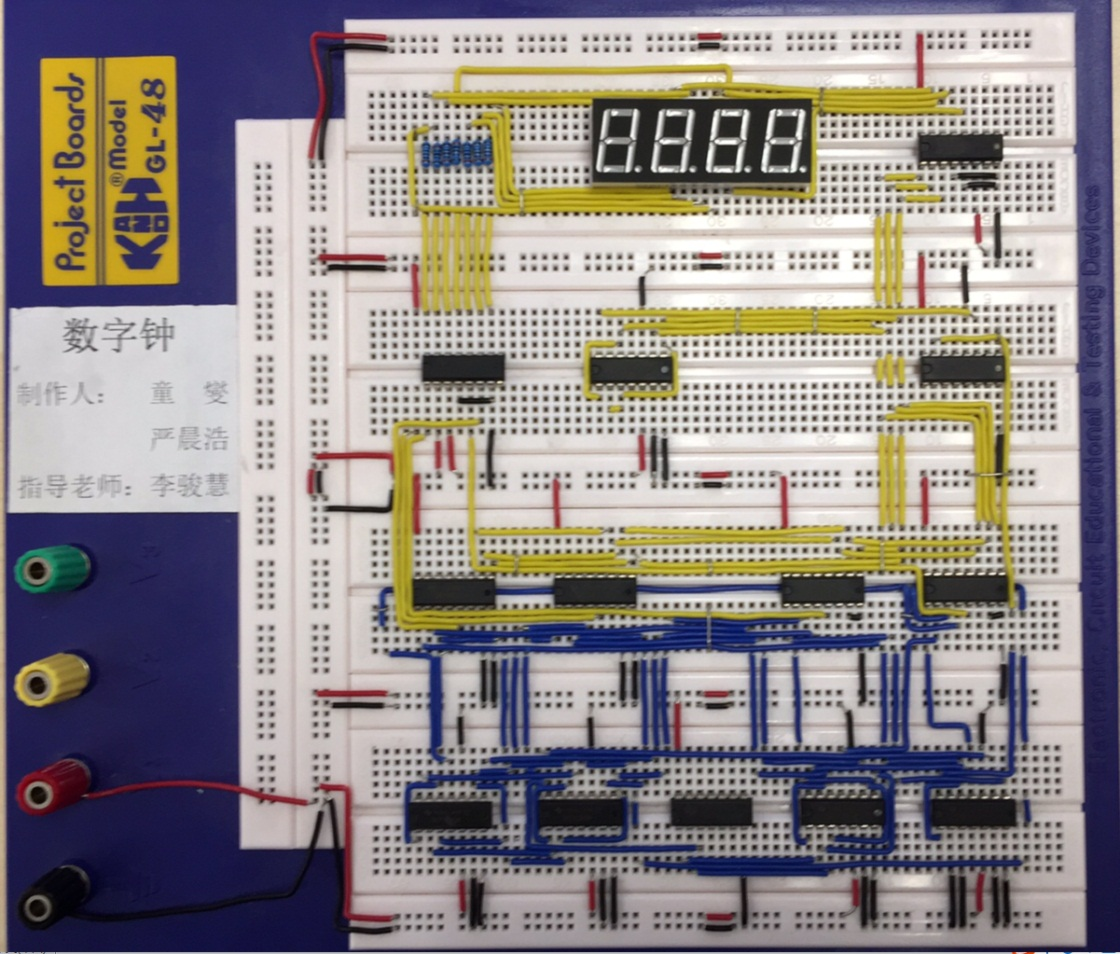 Project Boards
KANDH ® Model
GL-48
数字钟
制作人： 童 燮
严晨浩
指导老师：李骏慧
Electronic Circuit Educational & Testing Devices